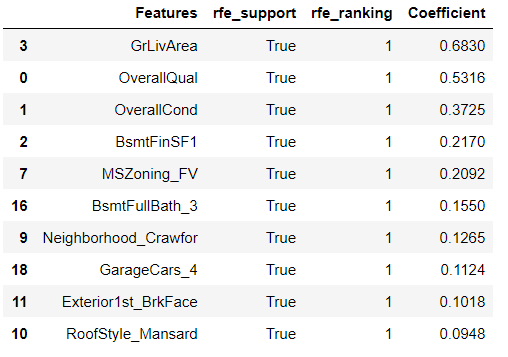 Features rfe_support rfe_ranking Coefficient
3 GrLivArea True 1 0.6830
0 OverallQual True 1 0.5316
1 OverallCond True 1 0.3725
2 BsmtFinSF1 True 1 0.2170
7 MSZoning_FV True 1 0.2092
16 BsmtFullBath_3 True 1 0.1550
9 Neighborhood_Crawfor True 1 0.1265
18 GarageCars_4 True 1 0.1124
11 Exterior1st_BrkFace True 1 0.1018
10 RoofStyle_Mansard True 1 0.0948